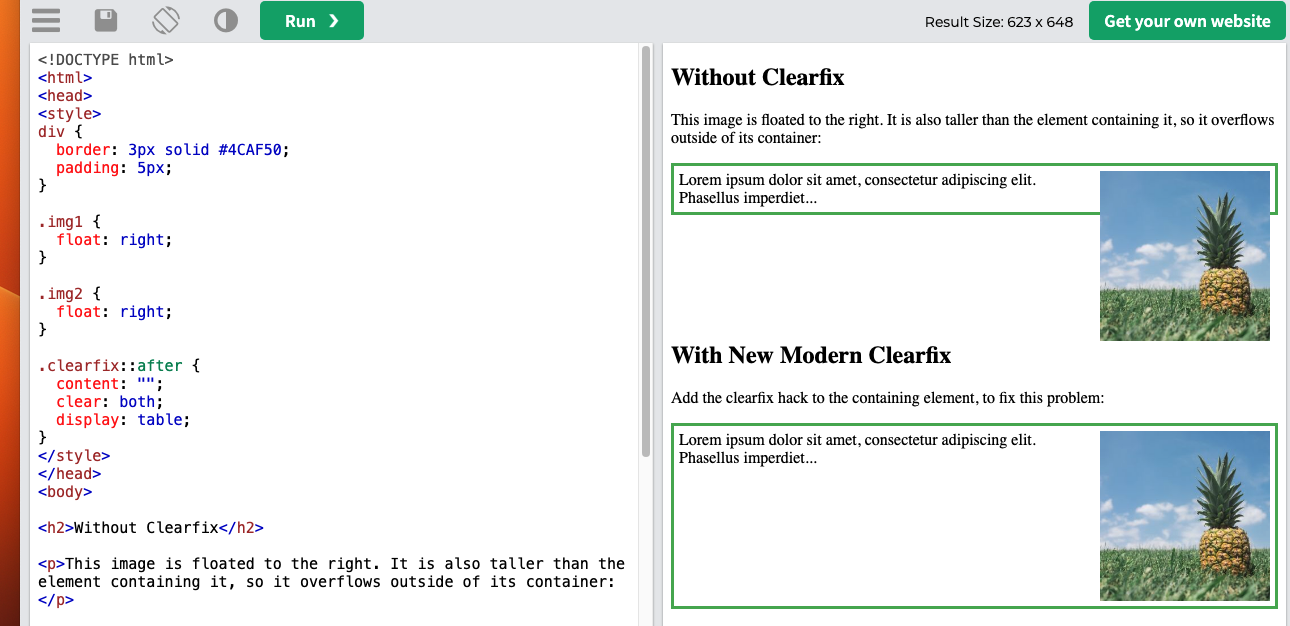 Run ❯
Result Size: 623 x 648
Get your own website
<!DOCTYPE html>
<html>
<head>
<style>
div {
  border: 3px solid #4CAF50;
  padding: 5px;
}

.img1 {
  float: right;
}

.img2 {
  float: right;
}

.clearfix::after {
  content: "";
  clear: both;
  display: table;
}
</style>
</head>
<body>

<h2>Without Clearfix</h2>

<p>This image is floated to the right. It is also taller than the
element containing it, so it overflows outside of its container:
</p>
Without Clearfix
This image is floated to the right. It is also taller than the element containing it, so it overflows
outside of its container:
Lorem ipsum dolor sit amet, consectetur adipiscing elit.
Phasellus imperdiet...
With New Modern Clearfix
Add the clearfix hack to the containing element, to fix this problem:
Lorem ipsum dolor sit amet, consectetur adipiscing elit.
Phasellus imperdiet...